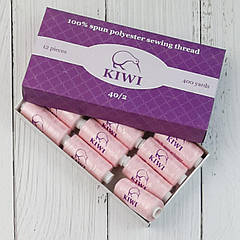 100% spun polyester sewing thread
12 pieces
400 yards
KIWI
40/2
KIWI
KIWI
KIWI
KIWI